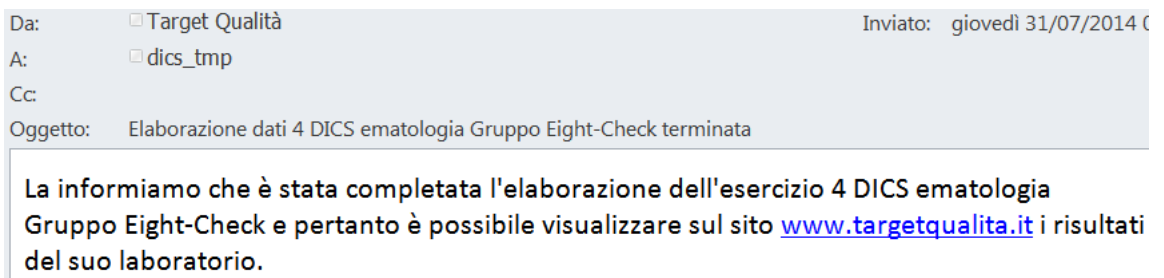 Da: Target Qualità Inviato: giovedì 31/07/2014
A: dics_tmp
Cc:
Oggetto: Elaborazione dati 4 DICS ematologia Gruppo Eight-Check terminata
La informiamo che è stata completata l'elaborazione dell'esercizio 4 DICS ematologia
Gruppo Eight-Check e pertanto è possibile visualizzare sul sito www.targetqualita.it i risultati
del suo laboratorio.